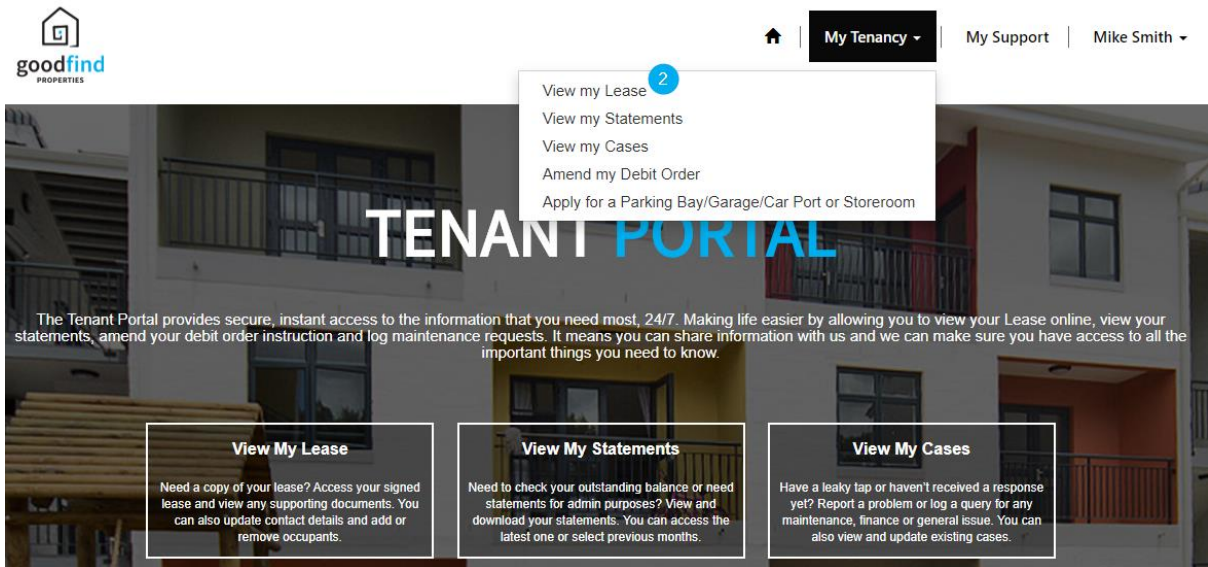 goodfind
PROPERTIES
My Tenancy
My Support
Mike Smith
View my Lease 2
View my Statements
View my Cases
Amend my Debit Order
Apply for a Parking Bay/Garage/Car Port or Storeroom
TENANT PORTAL
The Tenant Portal provides secure, instant access to the information that you need most, 24/7. Making life easier by allowing you to view your Lease online, view your
statements, amend your debit order instruction and log maintenance requests. It means you can share information with us and we can make sure you have access to all the
important things you need to know.
View My Lease
Need a copy of your lease? Access your signed
lease and view any supporting documents. You
can also update contact details and add or
remove occupants.
View My Statements
Need to check your outstanding balance or need
statements for admin purposes? View and
download your statements. You can access the
latest one or select previous months.
View My Cases
Have a leaky tap or haven't received a response
yet? Report a problem or log a query for any
maintenance, finance or general issue. You can
also view and update existing cases.